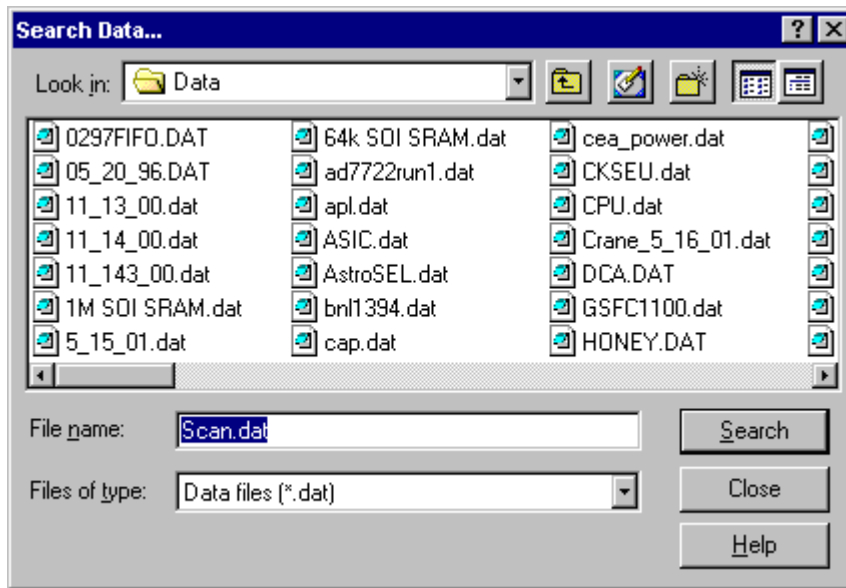 Search Data...
Look in: Data
0297FIFO.DAT 64k SOI SRAM.dat cea_power.dat
05_20_96.DAT ad7722run1.dat CKSEU.dat
11_13_00.dat apl.dat CPU.dat
11_14_00.dat ASIC.dat Crane_5_16_01.dat
11_143_00.dat AstroSEL.dat DCA.DAT
1M SOI SRAM.dat bnl1394.dat GSFC1100.dat
5_15_01.dat cap.dat HONEY.DAT
File name: Scan.dat Search
Files of type: Data files (*.dat) Close
Help